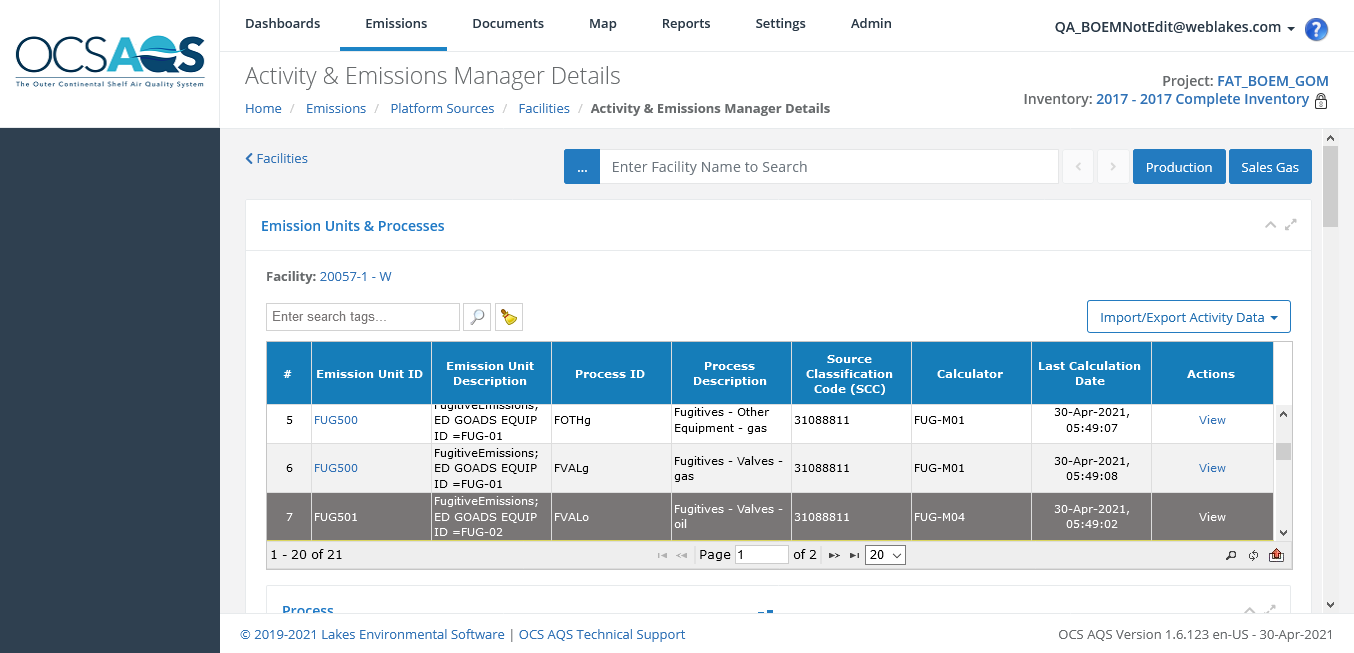 OCSAQS
The Outer Continental Shelf Air Quality System
Dashboards Emissions Documents Map Reports Settings Admin
QA_BOEMNotEdit@weblakes.com ?
Activity & Emissions Manager Details
Home / Emissions / Platform Sources / Facilities / Activity & Emissions Manager Details
Project: FAT_BOEM_GOM
Inventory: 2017 - 2017 Complete Inventory
Facilities
... Enter Facility Name to Search Production Sales Gas
Emission Units & Processes
Facility: 20057-1 - W
Enter search tags... Import/Export Activity Data
# Emission Unit ID Emission Unit Description Process ID Process Description Source Classification Code (SCC) Calculator Last Calculation Date Actions
5 FUG500 FugitiveEmissions; ED GOADS EQUIP ID =FUG-01 FOTHg Fugitives - Other Equipment - gas 31088811 FUG-M01 30-Apr-2021, 05:49:07 View
6 FUG500 FugitiveEmissions; ED GOADS EQUIP ID =FUG-01 FVALg Fugitives - Valves - gas 31088811 FUG-M01 30-Apr-2021, 05:49:08 View
7 FUG501 FugitiveEmissions; ED GOADS EQUIP ID =FUG-02 FVALo Fugitives - Valves - oil 31088811 FUG-M04 30-Apr-2021, 05:49:02 View
1 - 20 of 21 Page 1 of 2 20
Process
© 2019-2021 Lakes Environmental Software | OCS AQS Technical Support
OCS AQS Version 1.6.123 en-US - 30-Apr-2021